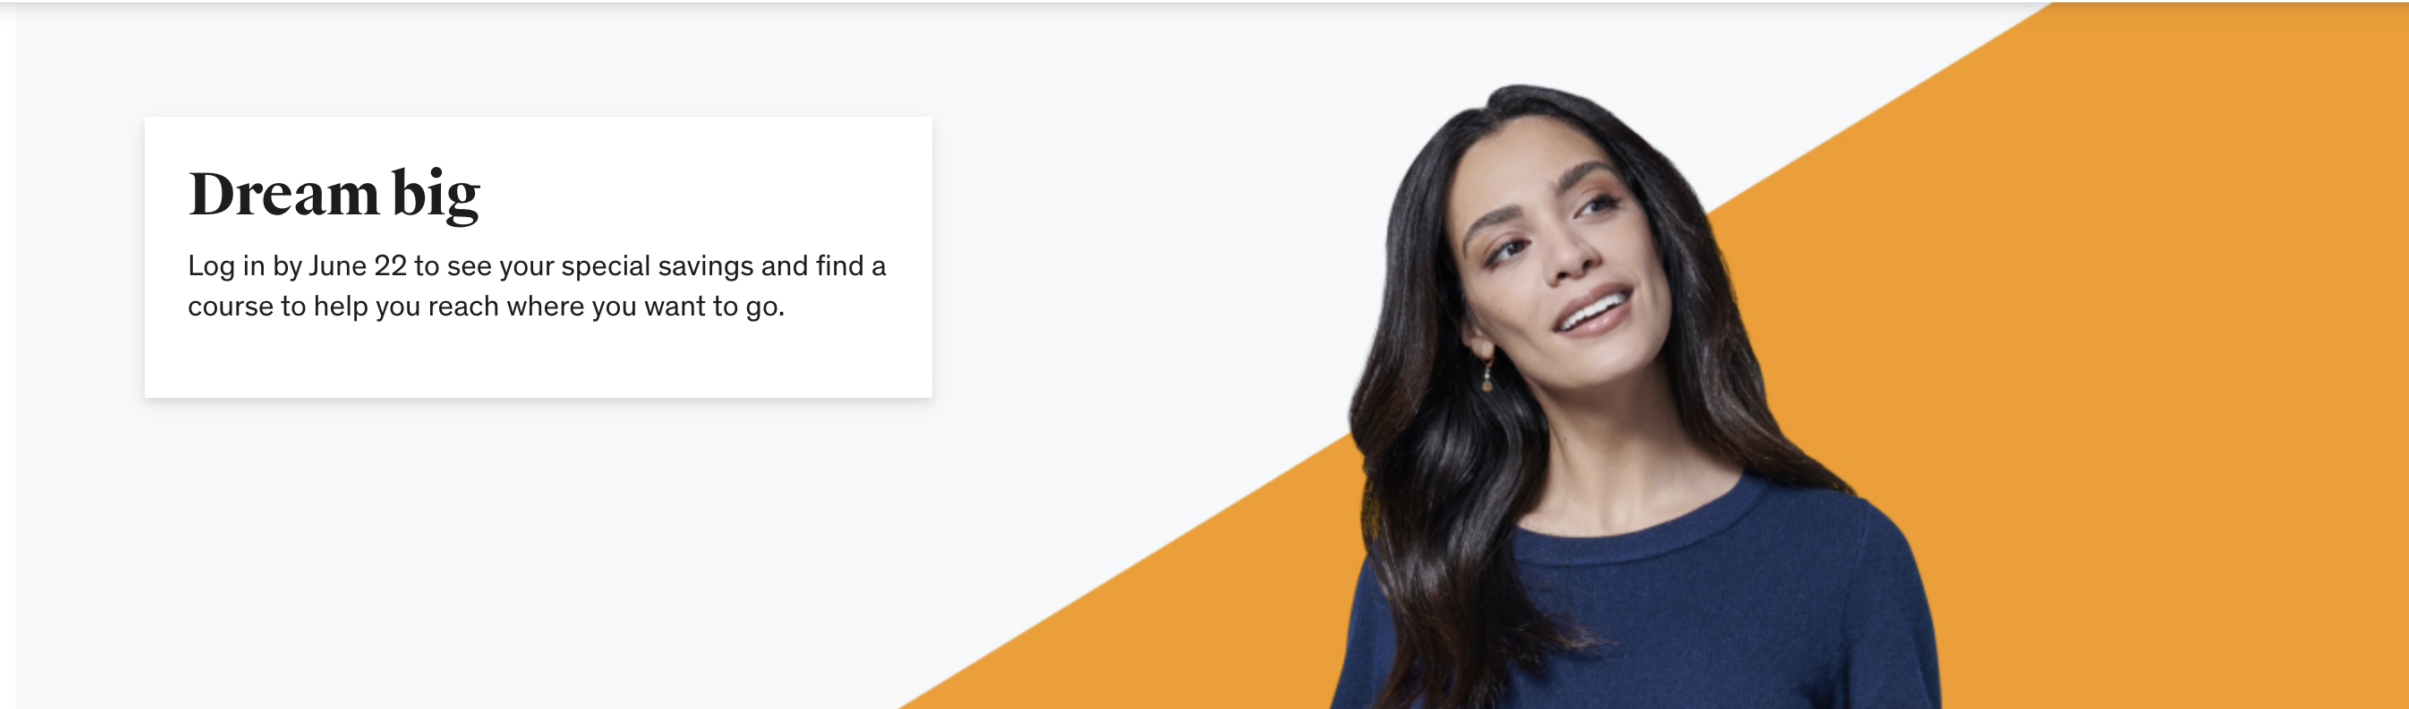 Dream big
Log in by June 22 to see your special savings and find a
course to help you reach where you want to go.